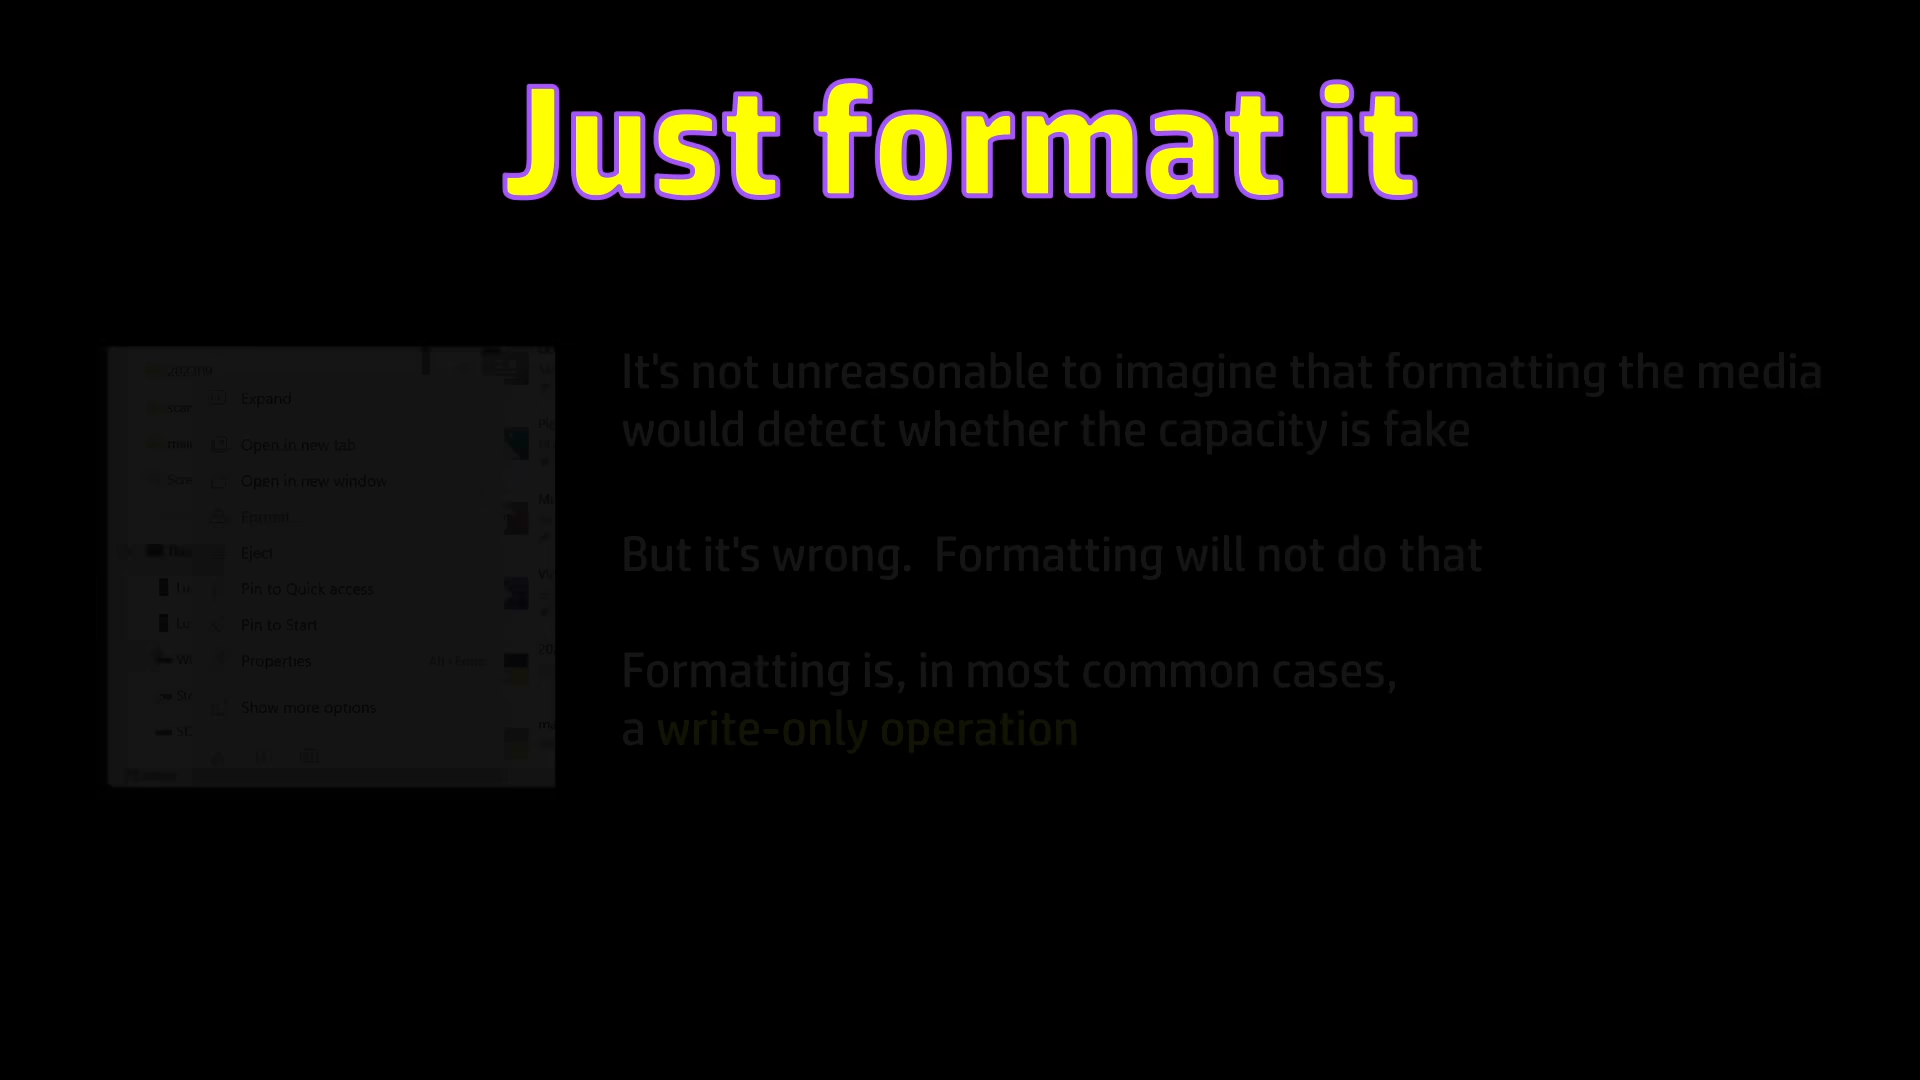 Just format it
It's not unreasonable to imagine that formatting the media
would detect whether the capacity is fake
But it's wrong. Formatting will not do that
Formatting is, in most common cases,
a write-only operation
Expand
Open in new tab
Open in new window
Format...
Eject
Pin to Quick access
Pin to Start
Properties
Show more options